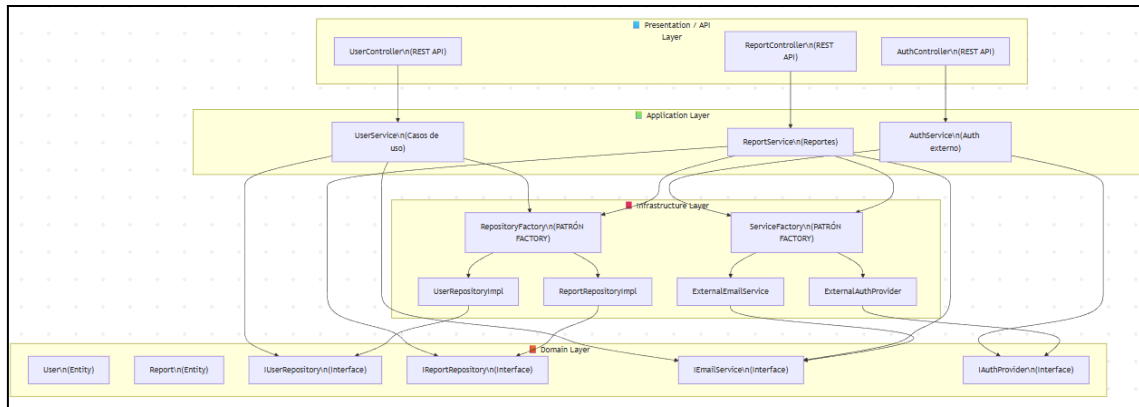 Presentation / API
Layer
UserController\n(REST API)
ReportController\n(REST
API)
AuthController\n(REST API)
Application Layer
UserService\n(Casos de
uso)
ReportService\n(Reportes)
AuthService\n(Auth
externo)
Infrastructure Layer
RepositoryFactory\n(PATRÓN
FACTORY)
ServiceFactory\n(PATRÓN
FACTORY)
UserRepositoryImpl
ReportRepositoryImpl
ExternalEmailService
ExternalAuthProvider
Domain Layer
User\n(Entity)
Report\n(Entity)
IUserRepository\n(Interface)
IReportRepository\n(Interface)
IEmailService\n(Interface)
IAuthProvider\n(Interface)